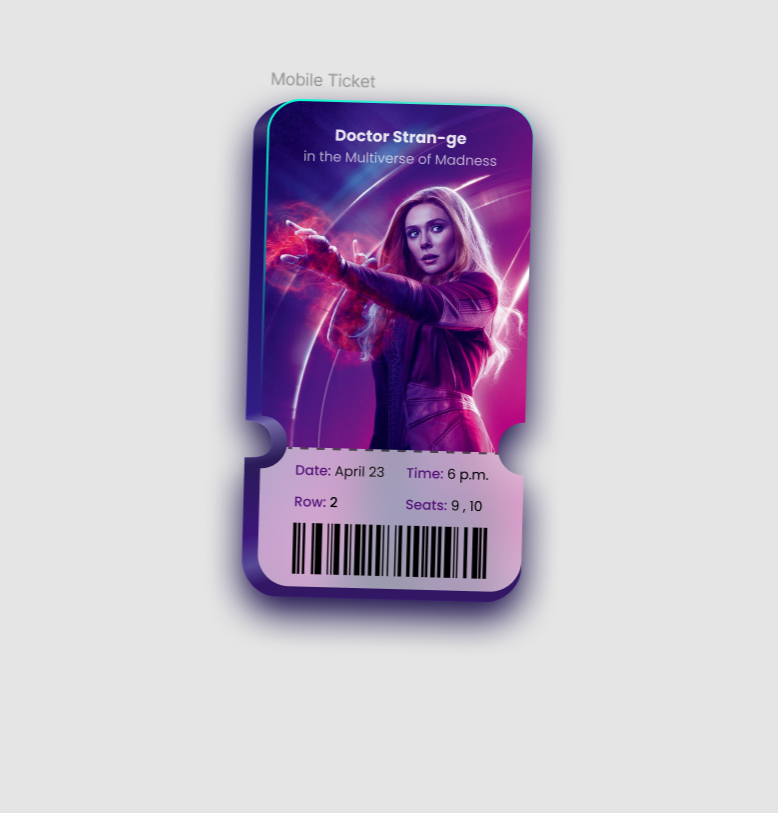 Mobile Ticket
Doctor Stran-ge
in the Multiverse of Madness
Date: April 23 Time: 6 p.m.
Row: 2 Seats: 9 , 10